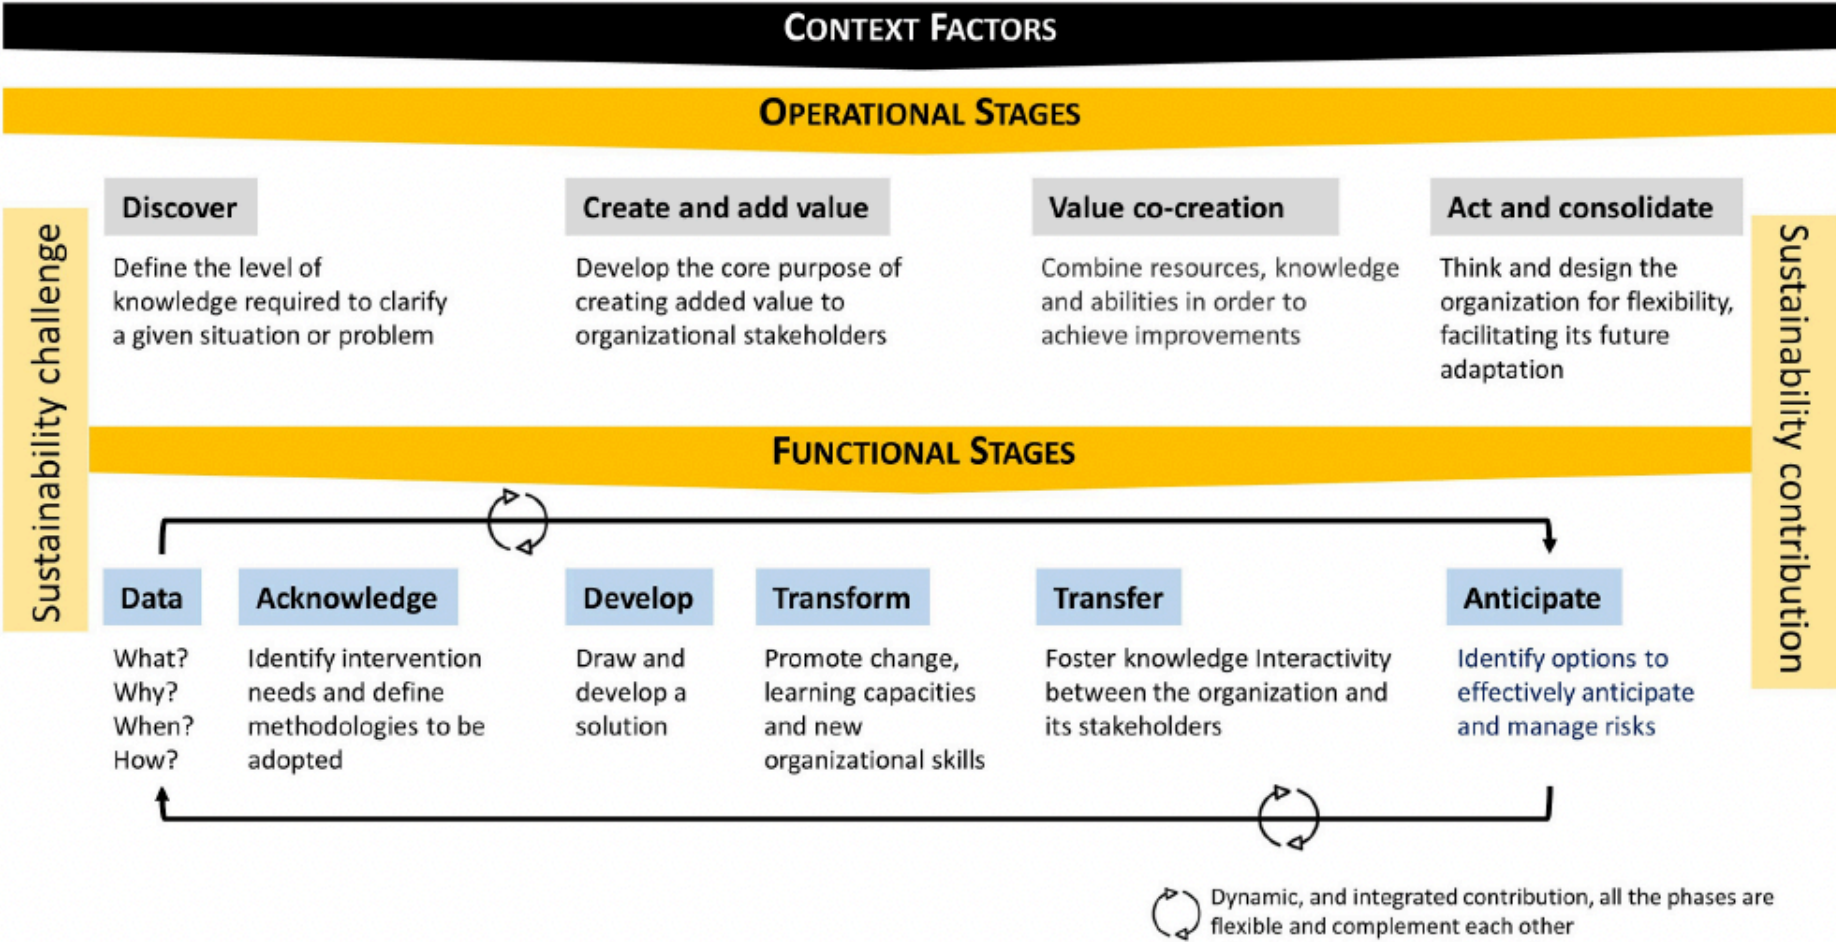 CONTEXT FACTORS
OPERATIONAL STAGES
Sustainability challenge
Discover
Define the level of
knowledge required to clarify
a given situation or problem
Create and add value
Develop the core purpose of
creating added value to
organizational stakeholders
Value co-creation
Combine resources, knowledge
and abilities in order to
achieve improvements
Act and consolidate
Think and design the
organization for flexibility,
facilitating its future
adaptation
Sustainability contribution
FUNCTIONAL STAGES
Data
What?
Why?
When?
How?
Acknowledge
Identify intervention
needs and define
methodologies to be
adopted
Develop
Draw and
develop a
solution
Transform
Promote change,
learning capacities
and new
organizational skills
Transfer
Foster knowledge Interactivity
between the organization and
its stakeholders
Anticipate
Identify options to
effectively anticipate
and manage risks
Dynamic, and integrated contribution, all the phases are
flexible and complement each other